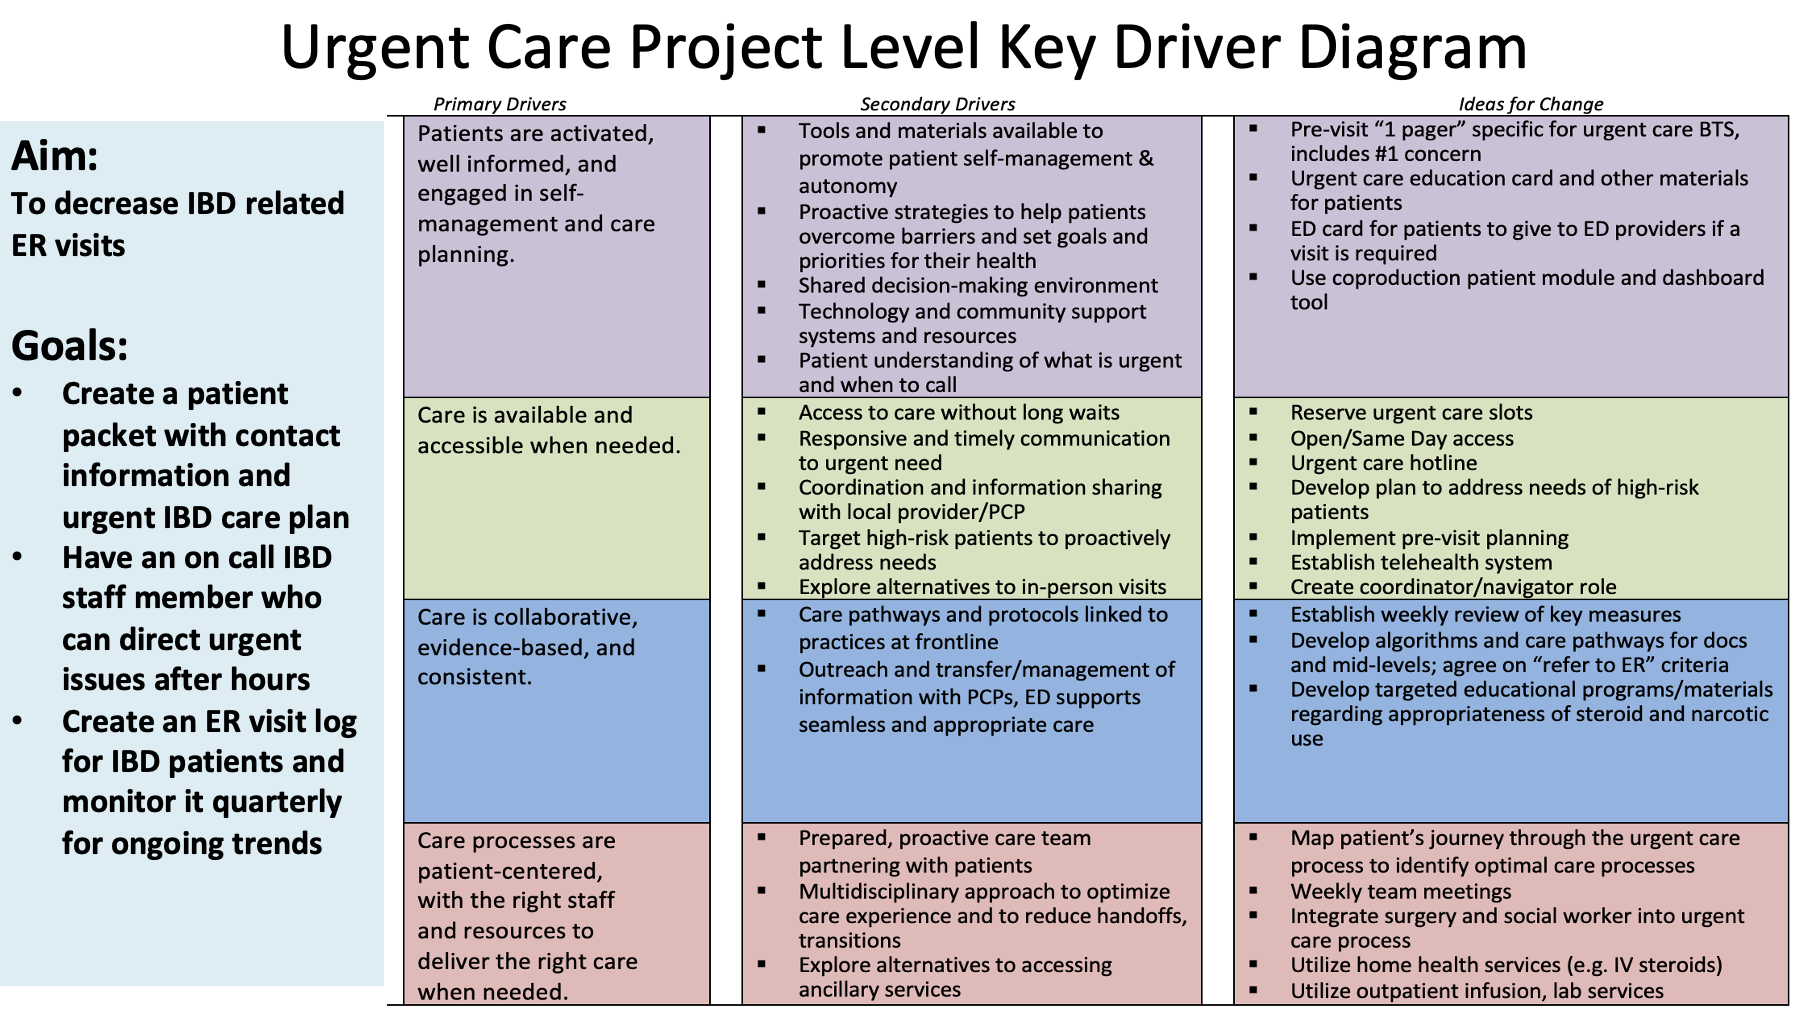 Urgent Care Project Level Key Driver Diagram
Primary Drivers
Secondary Drivers
Ideas for Change
Aim:
To decrease IBD related
ER visits
Goals:
• Create a patient
packet with contact
information and
urgent IBD care plan
• Have an on call IBD
staff member who
can direct urgent
issues after hours
• Create an ER visit log
for IBD patients and
monitor it quarterly
for ongoing trends
Patients are activated,
well informed, and
engaged in self-
management and care
planning.
▪ Tools and materials available to
promote patient self-management &
autonomy
▪ Proactive strategies to help patients
overcome barriers and set goals and
priorities for their health
▪ Shared decision-making environment
▪ Technology and community support
systems and resources
▪ Patient understanding of what is urgent
and when to call
▪ Pre-visit “1 pager” specific for urgent care BTS,
includes #1 concern
▪ Urgent care education card and other materials
for patients
▪ ED card for patients to give to ED providers if a
visit is required
▪ Use coproduction patient module and dashboard
tool
Care is available and
accessible when needed.
▪ Access to care without long waits
▪ Responsive and timely communication
to urgent need
▪ Coordination and information sharing
with local provider/PCP
▪ Target high-risk patients to proactively
address needs
▪ Explore alternatives to in-person visits
▪ Reserve urgent care slots
▪ Open/Same Day access
▪ Urgent care hotline
▪ Develop plan to address needs of high-risk
patients
▪ Implement pre-visit planning
▪ Establish telehealth system
▪ Create coordinator/navigator role
Care is collaborative,
evidence-based, and
consistent.
▪ Care pathways and protocols linked to
practices at frontline
▪ Outreach and transfer/management of
information with PCPs, ED supports
seamless and appropriate care
▪ Establish weekly review of key measures
▪ Develop algorithms and care pathways for docs
and mid-levels; agree on “refer to ER” criteria
▪ Develop targeted educational programs/materials
regarding appropriateness of steroid and narcotic
use
Care processes are
patient-centered,
with the right staff
and resources to
deliver the right care
when needed.
▪ Prepared, proactive care team
partnering with patients
▪ Multidisciplinary approach to optimize
care experience and to reduce handoffs,
transitions
▪ Explore alternatives to accessing
ancillary services
▪ Map patient’s journey through the urgent care
process to identify optimal care processes
▪ Weekly team meetings
▪ Integrate surgery and social worker into urgent
care process
▪ Utilize home health services (e.g. IV steroids)
▪ Utilize outpatient infusion, lab services